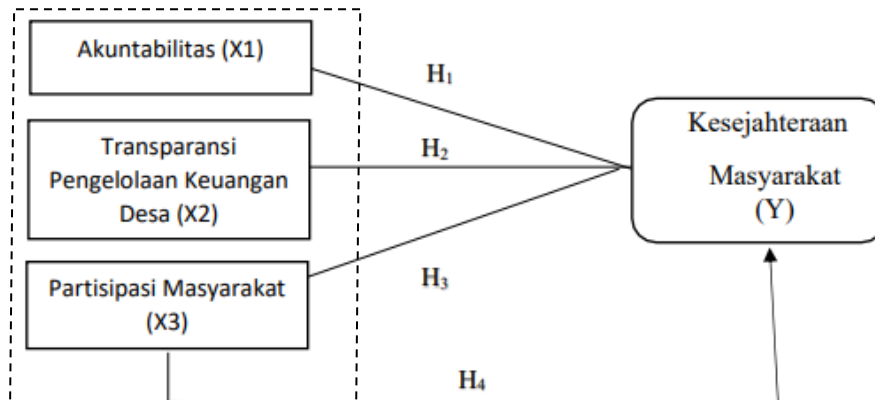 Akuntabilitas (X1)
Transparansi
Pengelolaan Keuangan
Desa (X2)
Partisipasi Masyarakat
(X3)
H₁
H₂
H₃
H₄
Kesejahteraan
Masyarakat
(Y)